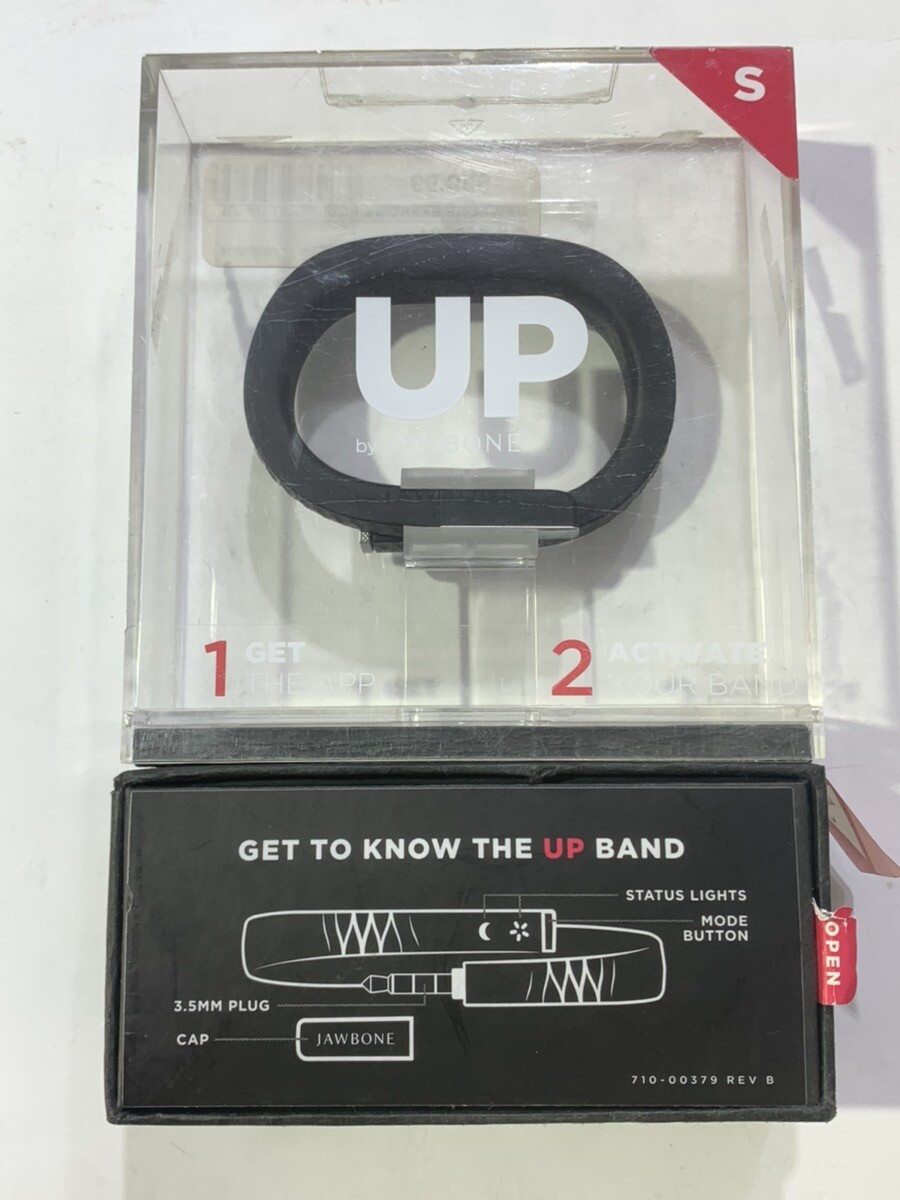 S
UP
by JAWBONE
JAWBONE
1 GET
THE APP
2 ACTIVATE
YOUR BAND
GET TO KNOW THE UP BAND
STATUS LIGHTS
MODE
BUTTON
OPEN
3.5MM PLUG
CAP
JAWBONE
710-00379 REV B